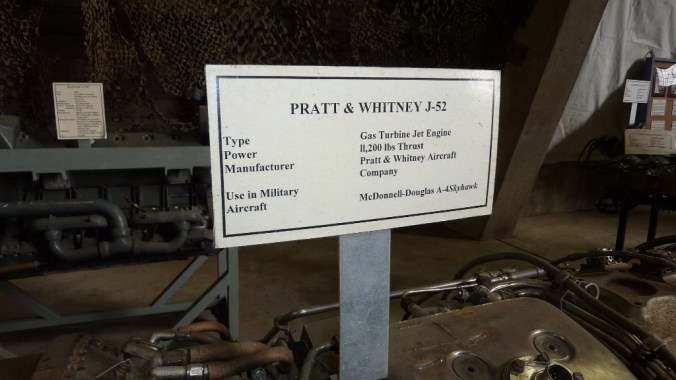 PRATT & WHITNEY J-52
Type Gas Turbine Jet Engine
Power ll,200 lbs Thrust
Manufacturer Pratt & Whitney Aircraft
Company
Use in Military McDonnell-Douglas A-4Skyhawk
Aircraft